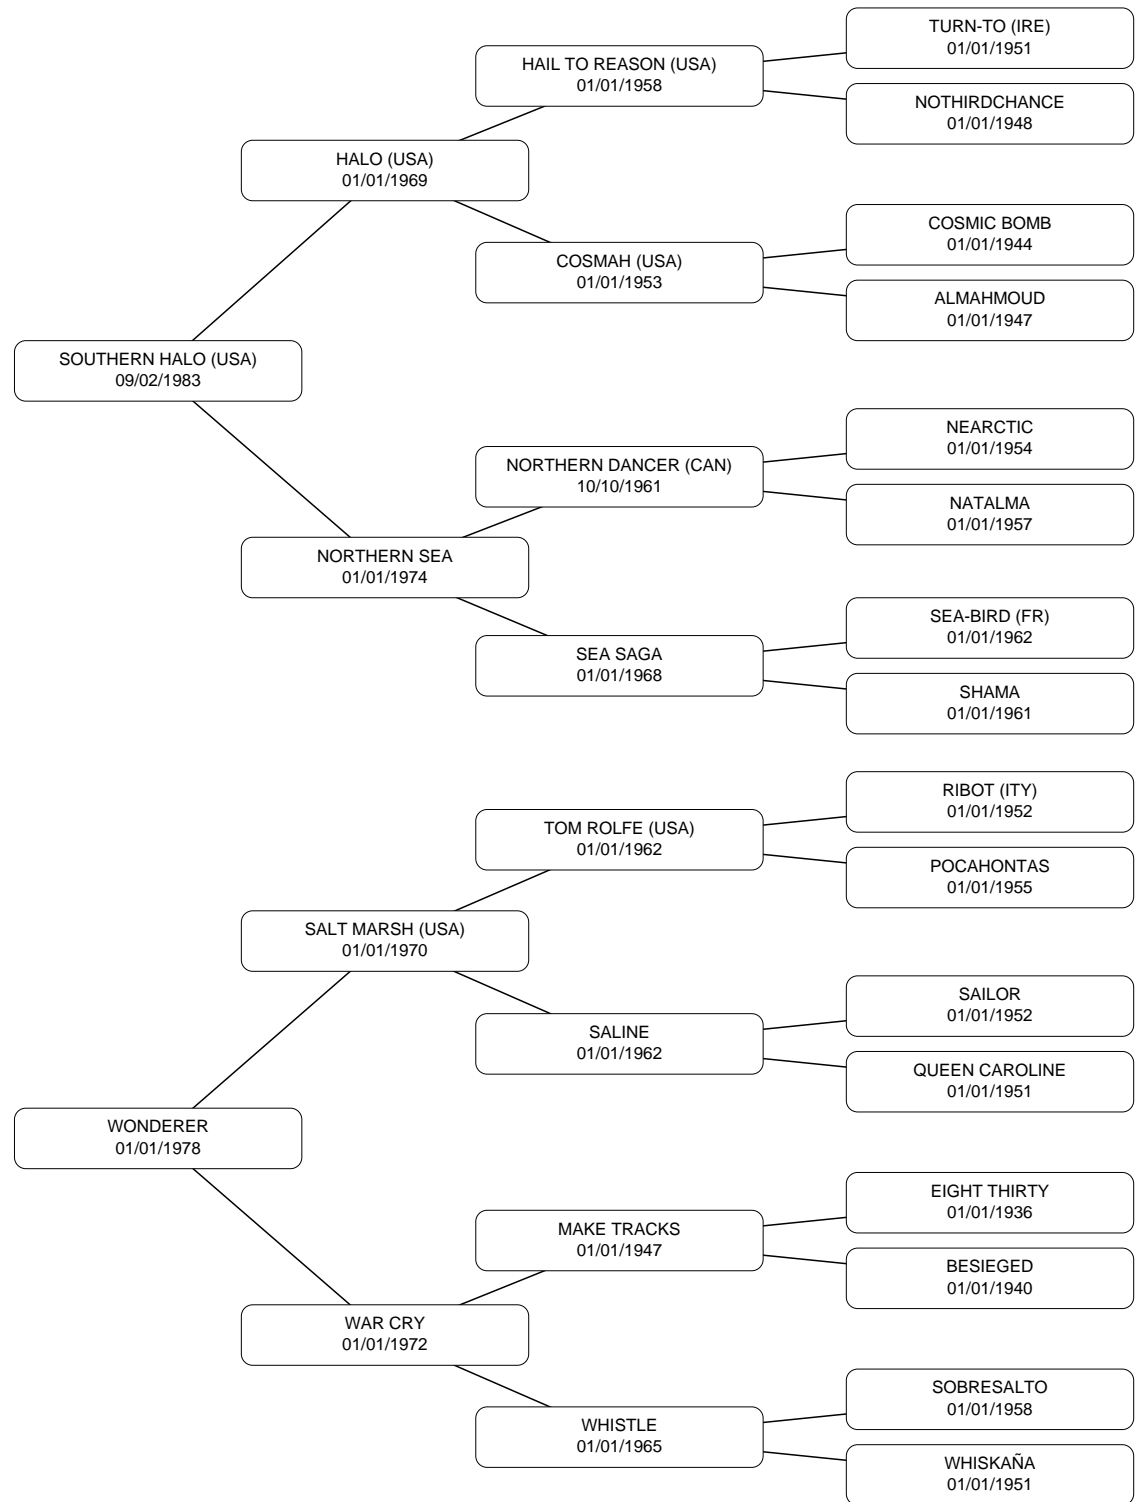 TURN-TO (IRE)
01/01/1951
HAIL TO REASON (USA)
01/01/1958
NOTHIRDCHANCE
01/01/1948
HALO (USA)
01/01/1969
COSMIC BOMB
01/01/1944
COSMAH (USA)
01/01/1953
ALMAHMOUD
01/01/1947
SOUTHERN HALO (USA)
09/02/1983
NEARCTIC
01/01/1954
NORTHERN DANCER (CAN)
10/10/1961
NATALMA
01/01/1957
NORTHERN SEA
01/01/1974
SEA-BIRD (FR)
01/01/1962
SEA SAGA
01/01/1968
SHAMA
01/01/1961
RIBOT (ITY)
01/01/1952
TOM ROLFE (USA)
01/01/1962
POCAHONTAS
01/01/1955
SALT MARSH (USA)
01/01/1970
SAILOR
01/01/1952
SALINE
01/01/1962
QUEEN CAROLINE
01/01/1951
WONDERER
01/01/1978
EIGHT THIRTY
01/01/1936
MAKE TRACKS
01/01/1947
BESIEGED
01/01/1940
WAR CRY
01/01/1972
SOBRESALTO
01/01/1958
WHISTLE
01/01/1965
WHISKAÑA
01/01/1951